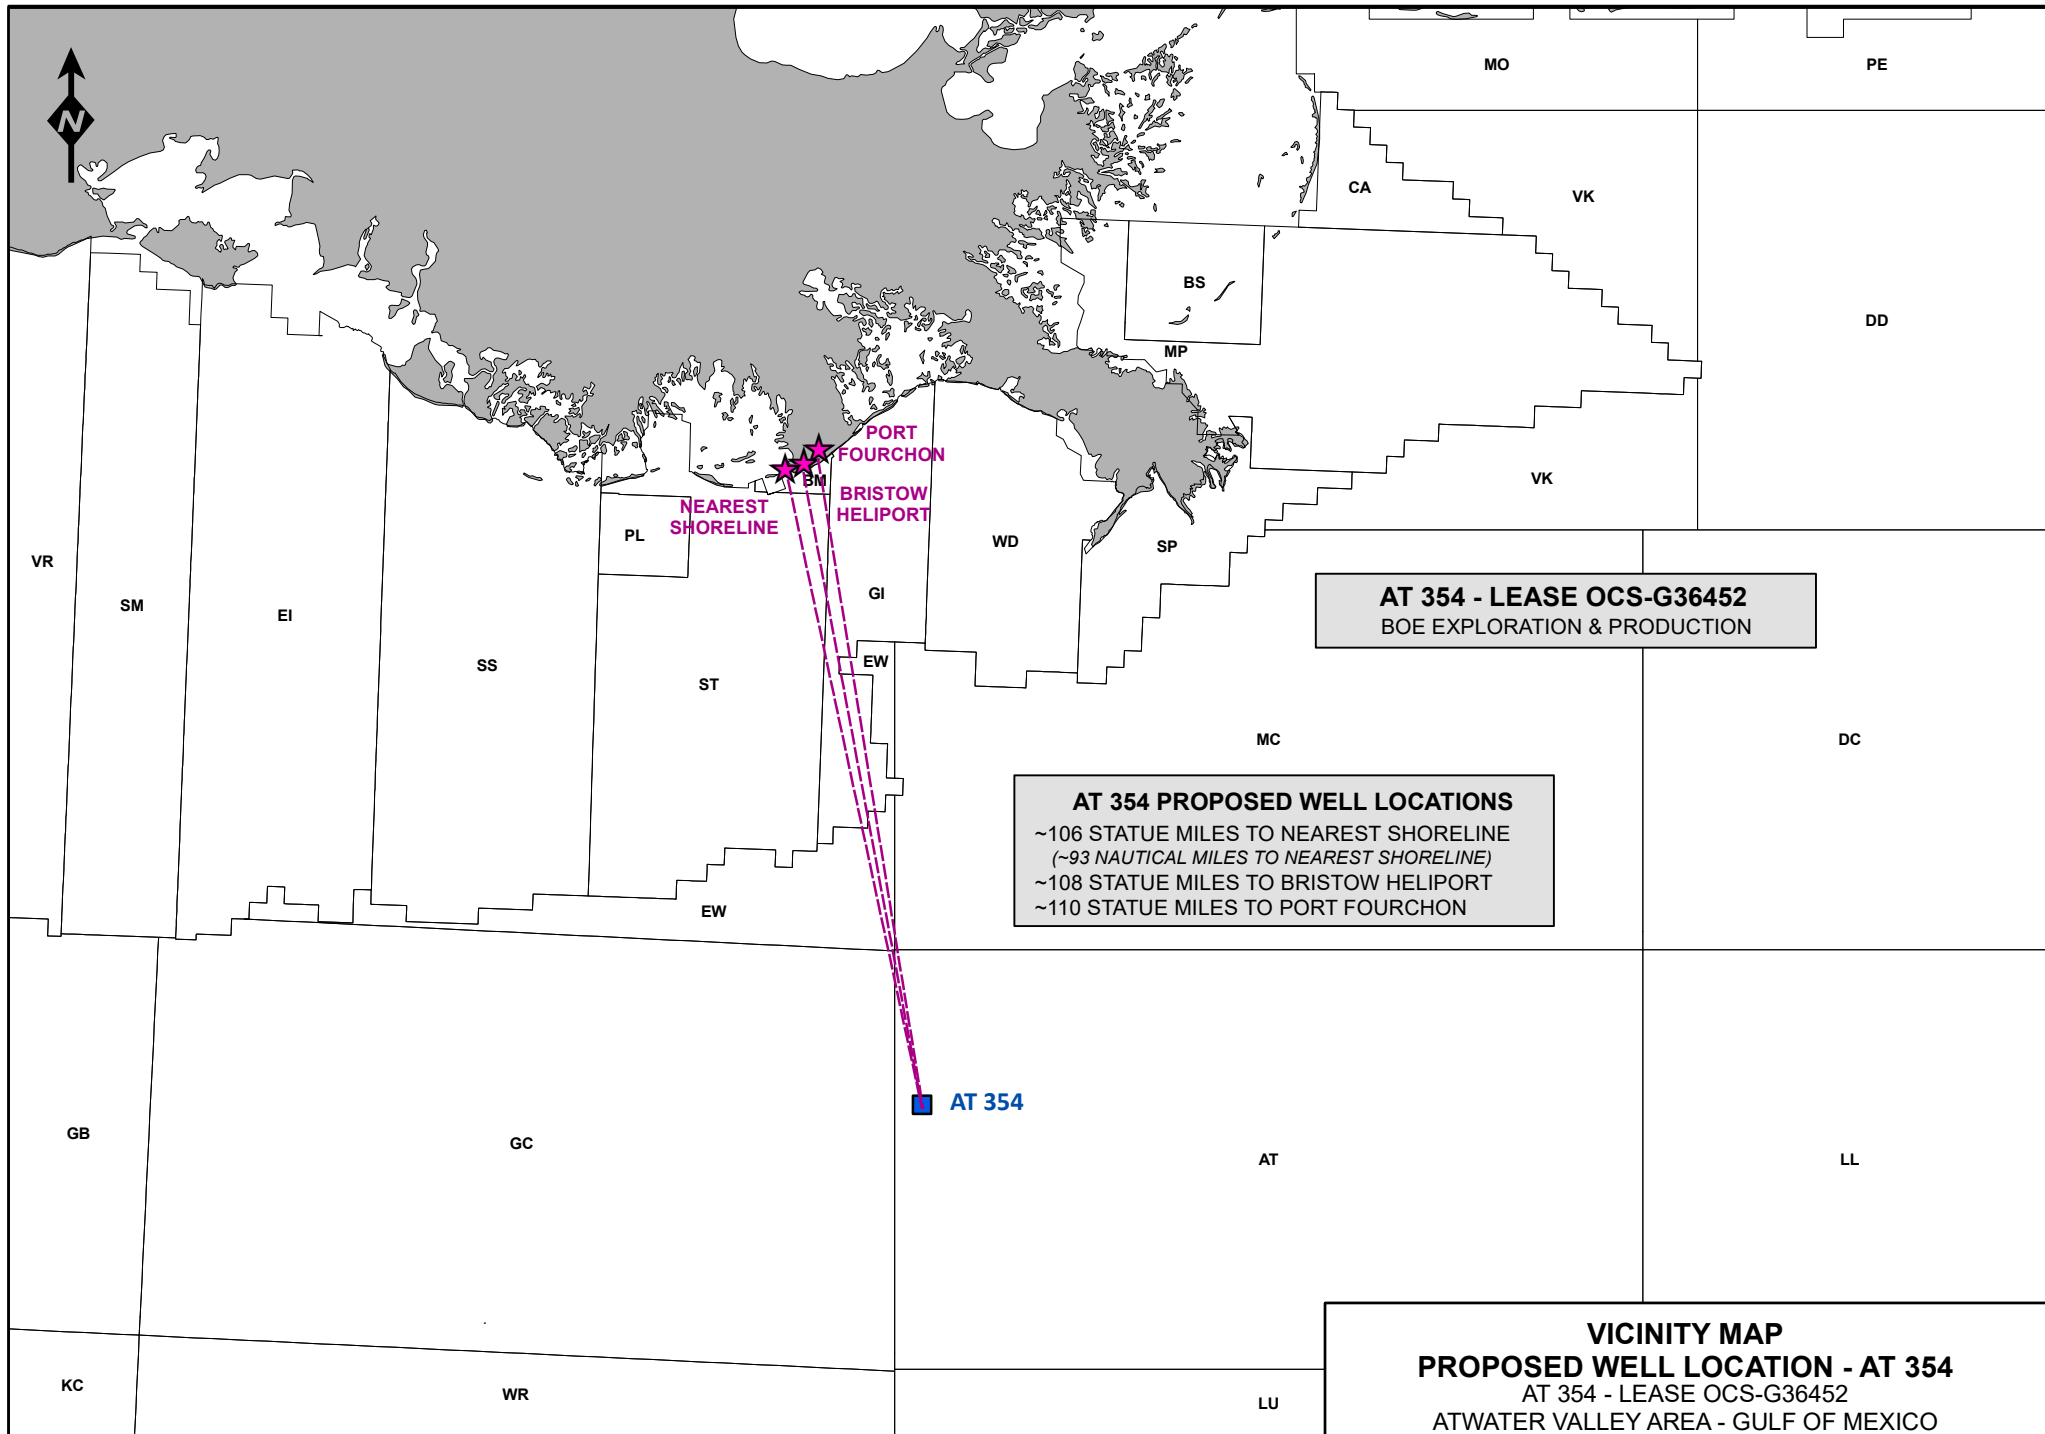 MO
PE
N
CA
VK
BS
DD
MP
PORT
FOURCHON
BM
BRISTOW
HELIPORT
NEAREST
SHORELINE
VK
PL
WD
SP
VR
SM
EI
GI
AT 354 - LEASE OCS-G36452
BOE EXPLORATION & PRODUCTION
SS
ST
EW
MC
DC
AT 354 PROPOSED WELL LOCATIONS
~106 STATUE MILES TO NEAREST SHORELINE
(~93 NAUTICAL MILES TO NEAREST SHORELINE)
~108 STATUE MILES TO BRISTOW HELIPORT
~110 STATUE MILES TO PORT FOURCHON
EW
AT 354
GB
GC
AT
LL
KC
WR
LU
VICINITY MAP
PROPOSED WELL LOCATION - AT 354
AT 354 - LEASE OCS-G36452
ATWATER VALLEY AREA - GULF OF MEXICO